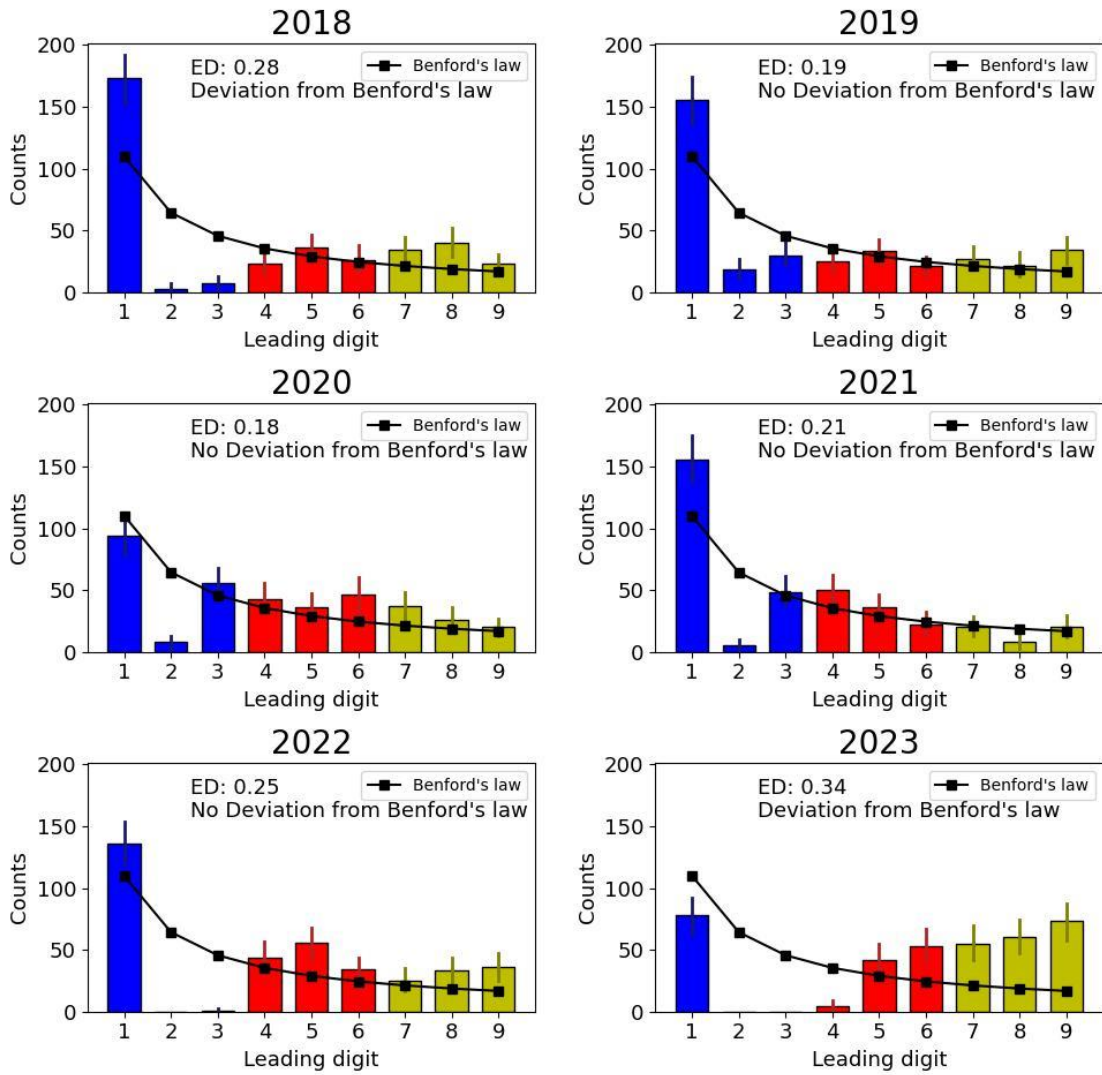 2018
200
150
100
50
0
Counts
ED: 0.28
Deviation from Benford's law
Benford's law
1 2 3 4 5 6 7 8 9
Leading digit
2019
200
150
100
50
0
Counts
ED: 0.19
No Deviation from Benford's law
Benford's law
1 2 3 4 5 6 7 8 9
Leading digit
2020
200
150
100
50
0
Counts
ED: 0.18
No Deviation from Benford's law
Benford's law
1 2 3 4 5 6 7 8 9
Leading digit
2021
200
150
100
50
0
Counts
ED: 0.21
No Deviation from Benford's law
Benford's law
1 2 3 4 5 6 7 8 9
Leading digit
2022
200
150
100
50
0
Counts
ED: 0.25
No Deviation from Benford's law
Benford's law
1 2 3 4 5 6 7 8 9
Leading digit
2023
200
150
100
50
0
Counts
ED: 0.34
Deviation from Benford's law
Benford's law
1 2 3 4 5 6 7 8 9
Leading digit